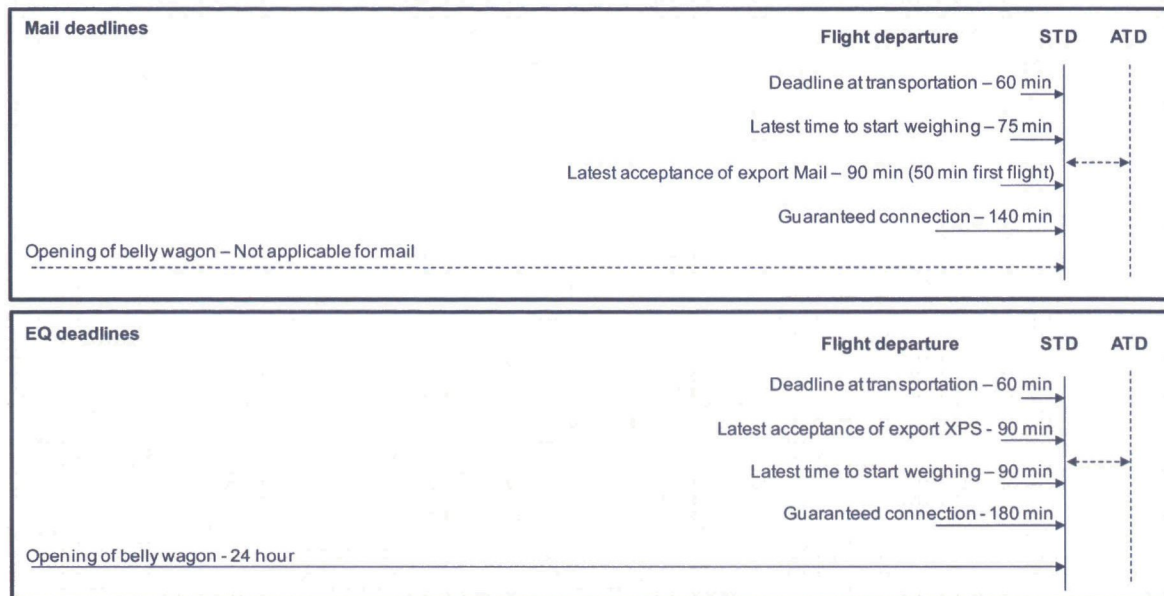 Mail deadlines
Flight departure STD ATD
Deadline at transportation – 60 min
Latest time to start weighing – 75 min
Latest acceptance of export Mail – 90 min (50 min first flight)
Guaranteed connection – 140 min
Opening of belly wagon – Not applicable for mail
EQ deadlines
Flight departure STD ATD
Deadline at transportation – 60 min
Latest acceptance of export XPS - 90 min
Latest time to start weighing – 90 min
Guaranteed connection - 180 min
Opening of belly wagon - 24 hour